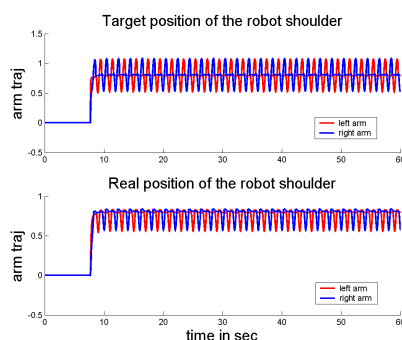 Target position of the robot shoulder
1.5
1
0.5
0
-0.5
arm traj
left arm
right arm
0 10 20 30 40 50 60
Real position of the robot shoulder
1
0.5
0
-0.5
arm traj
left arm
right arm
0 10 20 30 40 50 60
time in sec